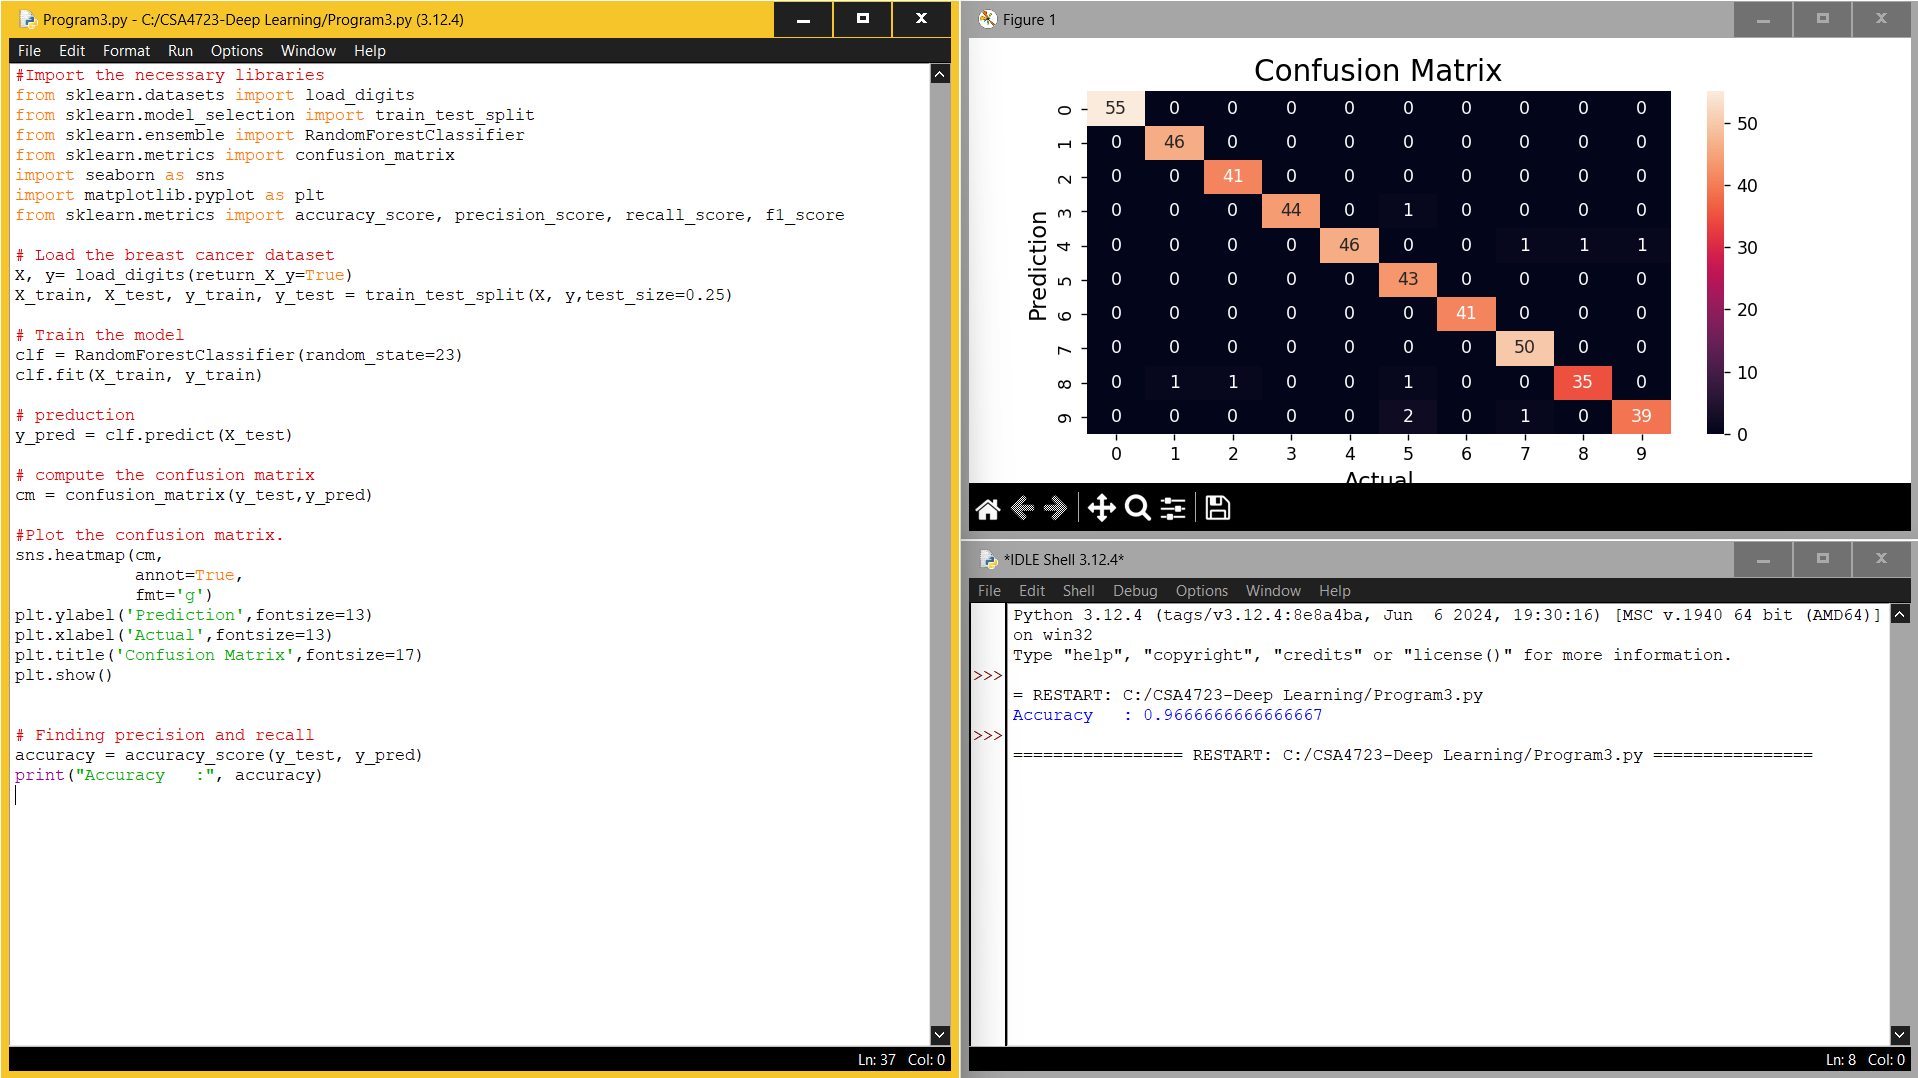 Program3.py - C:/CSA4723-Deep Learning/Program3.py (3.12.4)
File Edit Format Run Options Window Help
#Import the necessary libraries
from sklearn.datasets import load_digits
from sklearn.model_selection import train_test_split
from sklearn.ensemble import RandomForestClassifier
from sklearn.metrics import confusion_matrix
import seaborn as sns
import matplotlib.pyplot as plt
from sklearn.metrics import accuracy_score, precision_score, recall_score, f1_score
# Load the breast cancer dataset
X, y= load_digits(return_X_y=True)
X_train, X_test, y_train, y_test = train_test_split(X, y,test_size=0.25)
# Train the model
clf = RandomForestClassifier(random_state=23)
clf.fit(X_train, y_train)
# preduction
y_pred = clf.predict(X_test)
# compute the confusion matrix
cm = confusion_matrix(y_test,y_pred)
#Plot the confusion matrix.
sns.heatmap(cm,
            annot=True,
            fmt='g')
plt.ylabel('Prediction',fontsize=13)
plt.xlabel('Actual',fontsize=13)
plt.title('Confusion Matrix',fontsize=17)
plt.show()
# Finding precision and recall
accuracy = accuracy_score(y_test, y_pred)
print("Accuracy   :", accuracy)
Ln: 37 Col: 0
Figure 1
Confusion Matrix
Prediction
0 55 0 0 0 0 0 0 0 0 0
1 0 46 0 0 0 0 0 0 0 0
2 0 0 41 0 0 0 0 0 0 0
3 0 0 0 44 0 1 0 0 0 0
4 0 0 0 0 46 0 0 1 1 1
5 0 0 0 0 0 43 0 0 0 0
6 0 0 0 0 0 0 41 0 0 0
7 0 0 0 0 0 0 0 50 0 0
8 0 1 1 0 0 1 0 0 35 0
9 0 0 0 0 0 2 0 1 0 39
0 1 2 3 4 5 6 7 8 9
Actual
50
40
30
20
10
0
*IDLE Shell 3.12.4*
File Edit Shell Debug Options Window Help
Python 3.12.4 (tags/v3.12.4:8e8a4ba, Jun  6 2024, 19:30:16) [MSC v.1940 64 bit (AMD64)]
on win32
Type "help", "copyright", "credits" or "license()" for more information.
>>>
= RESTART: C:/CSA4723-Deep Learning/Program3.py
Accuracy   : 0.9666666666666667
>>>
================= RESTART: C:/CSA4723-Deep Learning/Program3.py ================
Ln: 8 Col: 0